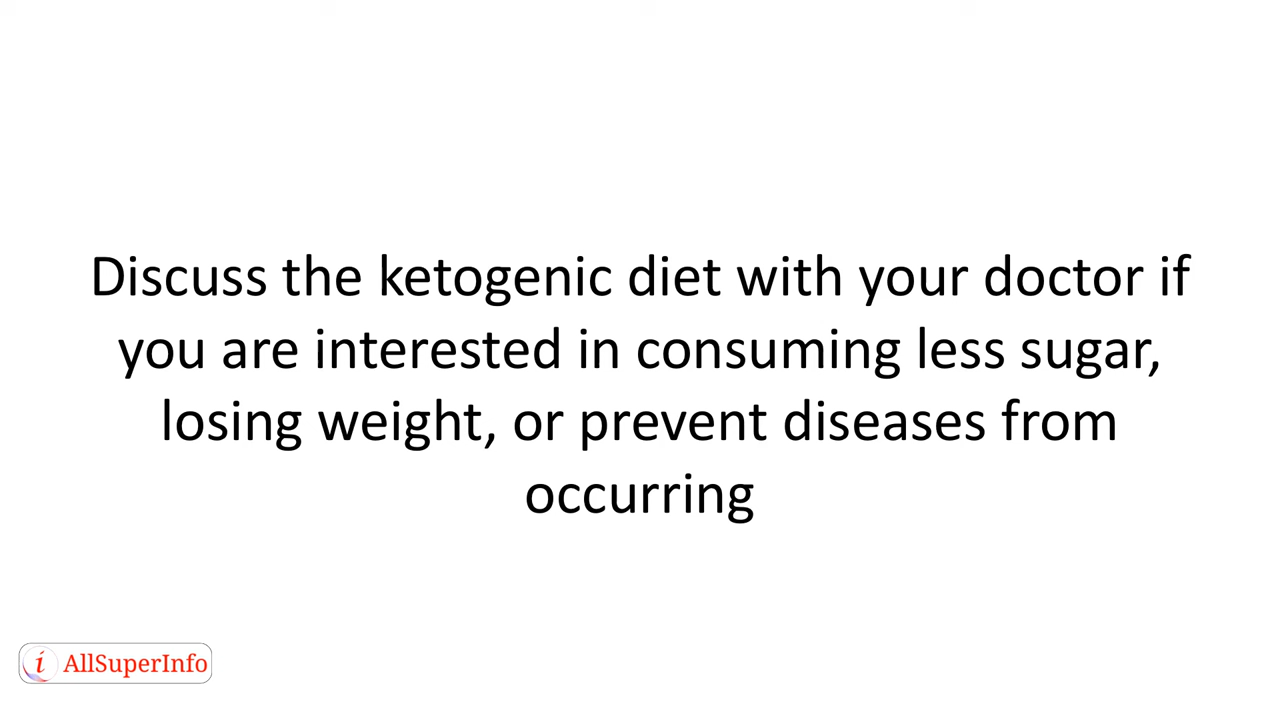 Discuss the ketogenic diet with your doctor if
you are interested in consuming less sugar,
losing weight, or prevent diseases from
occurring
i AllSuperInfo